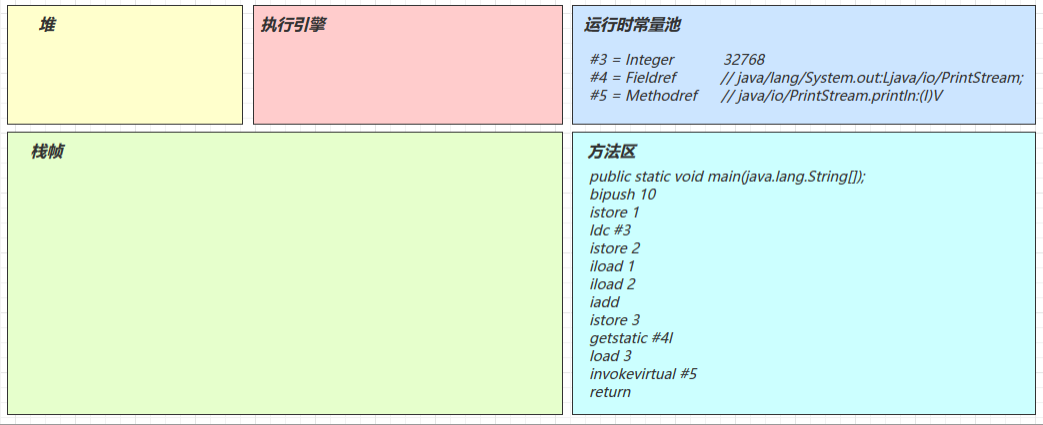 堆
执行引擎
运行时常量池
#3 = Integer 32768
#4 = Fieldref // java/lang/System.out:Ljava/io/PrintStream;
#5 = Methodref // java/io/PrintStream.println:(I)V
栈帧
方法区
public static void main(java.lang.String[]);
bipush 10
istore 1
ldc #3
istore 2
iload 1
iload 2
iadd
istore 3
getstatic #4I
load 3
invokevirtual #5
return